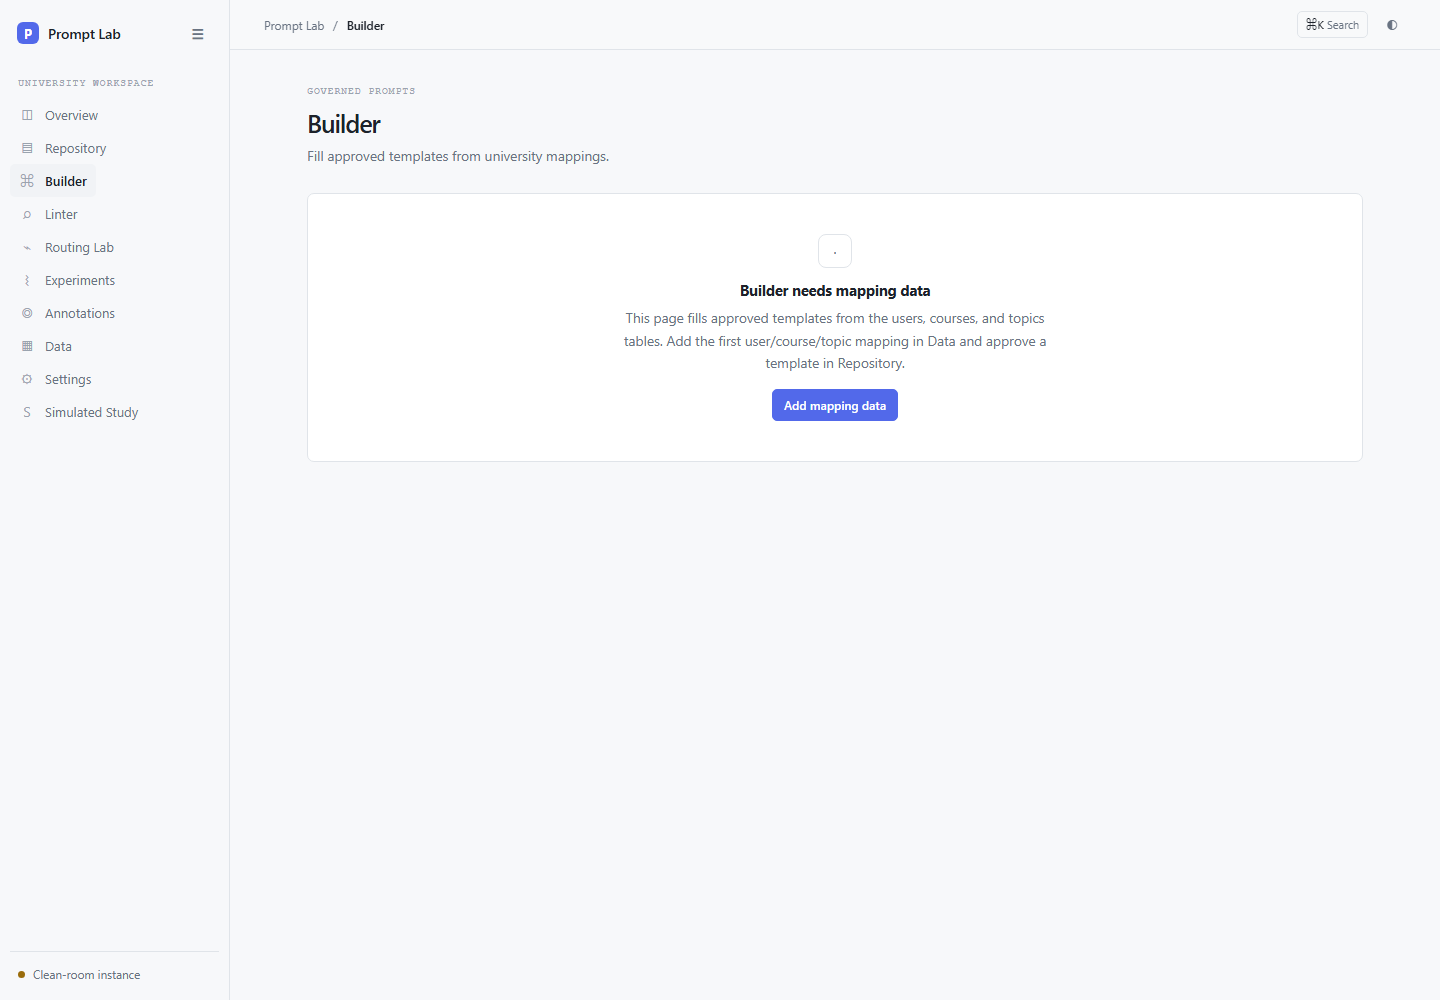 P Prompt Lab
UNIVERSITY WORKSPACE
Overview
Repository
Builder
Linter
Routing Lab
Experiments
Annotations
Data
Settings
S Simulated Study
Clean-room instance
Prompt Lab / Builder
⌘K Search
GOVERNED PROMPTS
Builder
Fill approved templates from university mappings.
Builder needs mapping data
This page fills approved templates from the users, courses, and topics
tables. Add the first user/course/topic mapping in Data and approve a
template in Repository.
Add mapping data